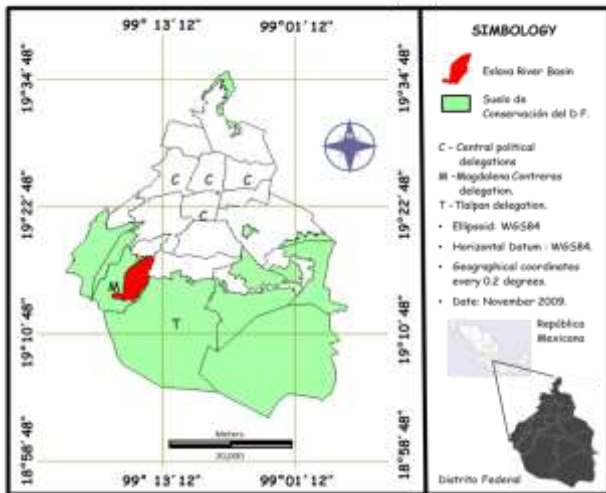 99° 13´12"
99° 01´12"
19° 34´48"
19° 34´48"
19° 22´48"
19° 22´48"
19° 10´48"
19° 10´48"
18° 58´48"
18° 58´48"
C
C
C
C
M
T
Meters
20,000
99° 13´12"
99° 01´12"
SIMBOLOGY
Eslava River Basin
Suelo de
Conservación del D F.
C - Central political
delegations
M -Magdalena Contreras
delegation.
T - Tlalpan delegation.
• Ellipsoid: WGS84
• Horizontal Datum : WGS84.
• Geographical coordinates
every 0.2 degrees.
• Date: November 2009.
República
Mexicana
Distrito Federal